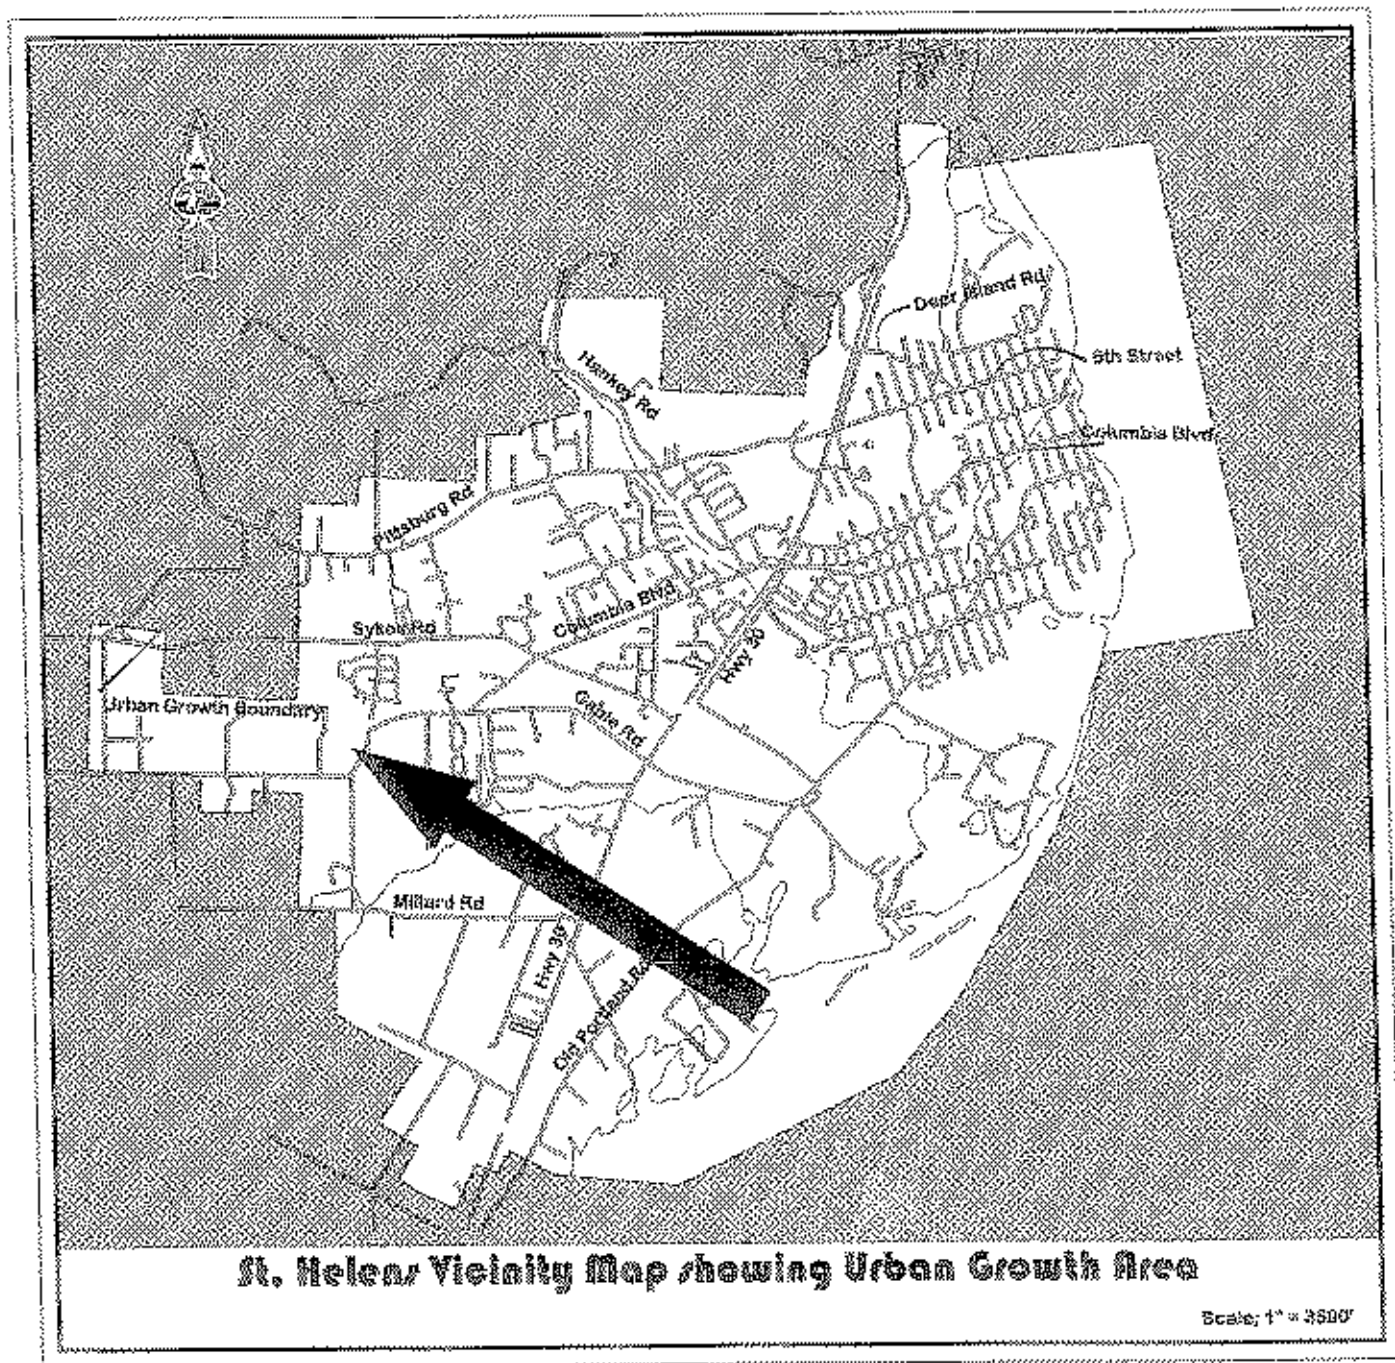 Deer Island Rd
6th Street
Hankey Rd
Columbia Blvd
Pittsburg Rd
Sykes Rd
Columbia Blvd
Hwy 30
Urban Growth Boundary
Gable Rd
Millard Rd
Hwy 30
Old Portland Rd
St. Helens Vicinity Map showing Urban Growth Area
Scale; 1" =